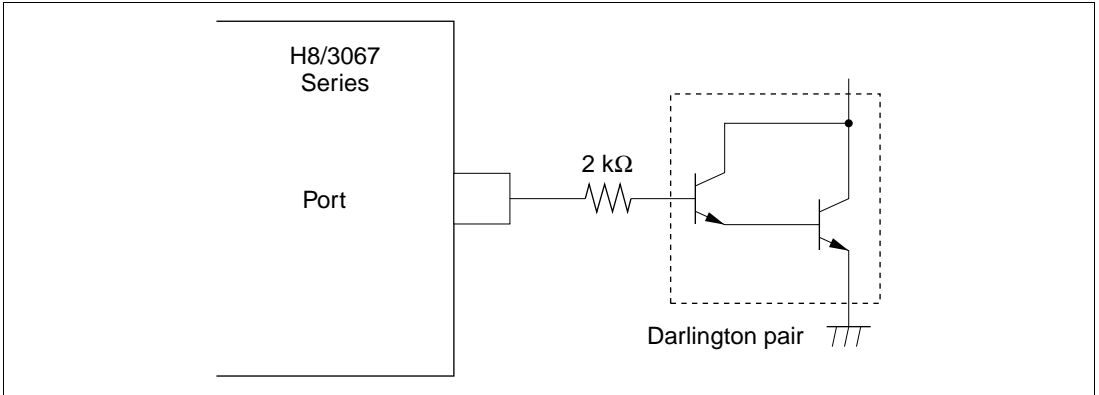 H8/3067
Series
2 kΩ
Port
Darlington pair